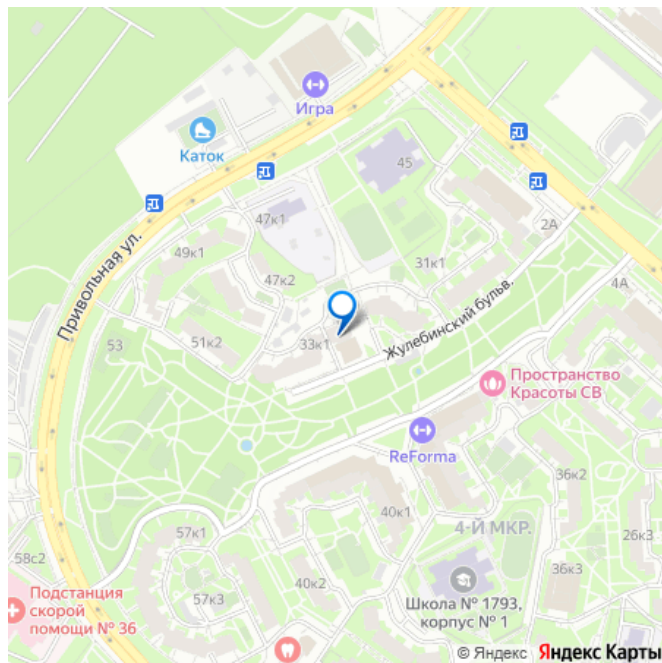 Игра
Каток
45
47к1
2А
49к1
31к1
Привольная ул.
47к2
4А
Жулебинский бульв.
53
51к2
33к1
Пространство
Красоты СВ
ReForma
36к2
40к1
4-Й МКР.
57к1
26к3
58с2
36к3
40к2
Подстанция
скорой
помощи № 36
57к3
Школа № 1793,
корпус № 1
© Яндекс Яндекс Карты